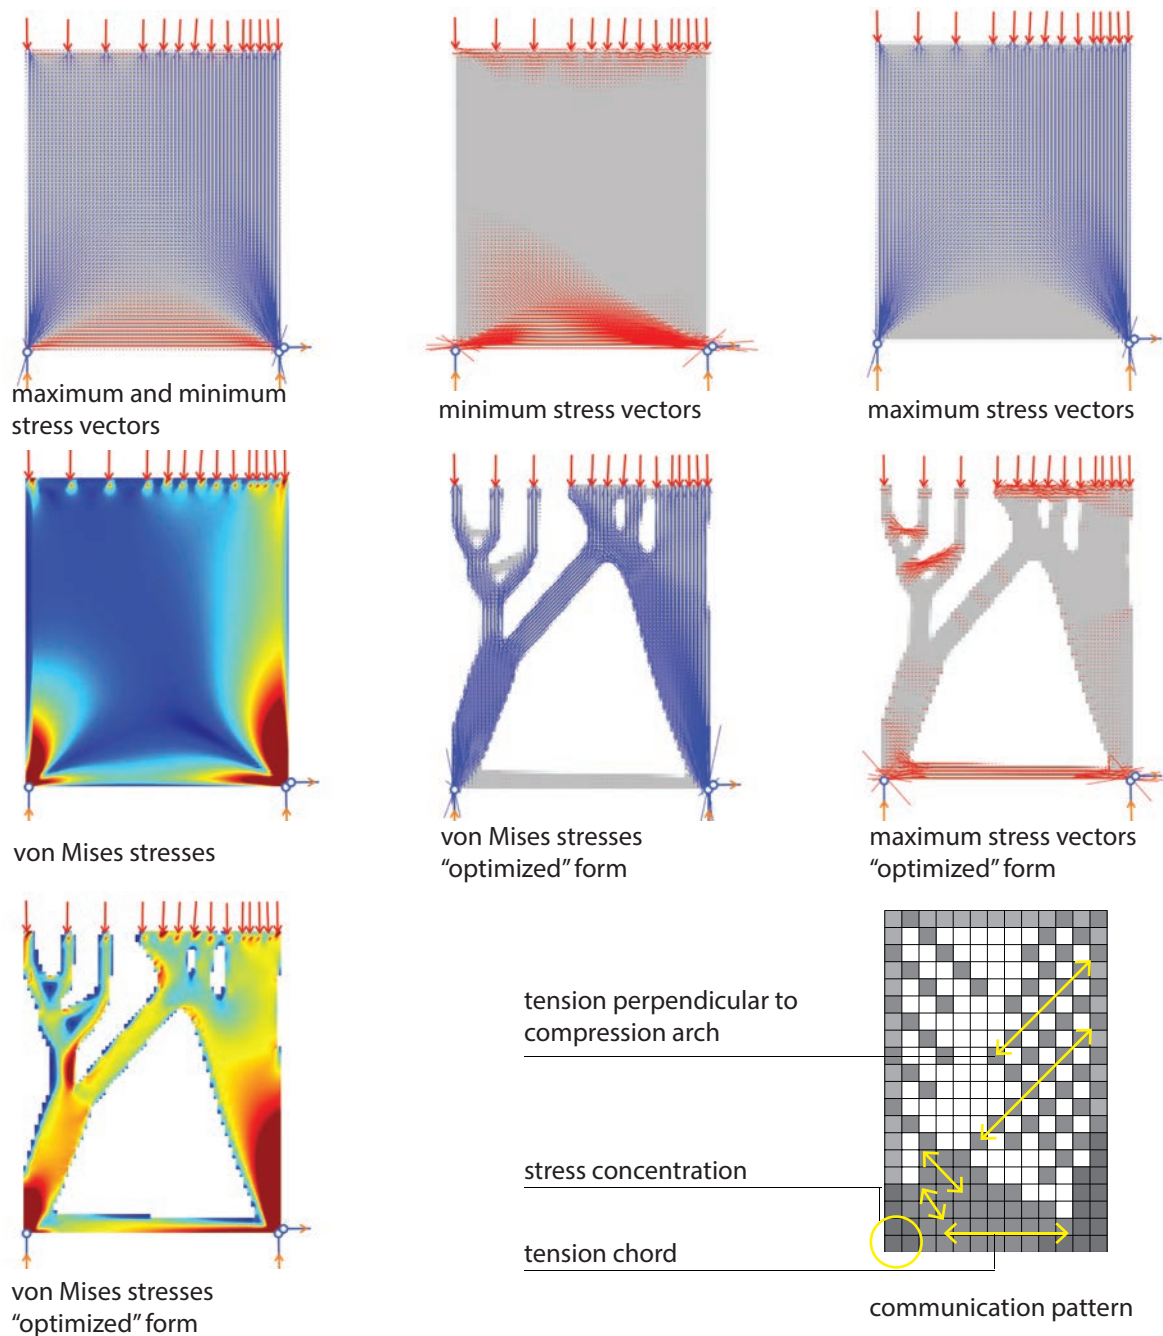 maximum and minimum
stress vectors
minimum stress vectors
maximum stress vectors
von Mises stresses
von Mises stresses
“optimized” form
maximum stress vectors
“optimized” form
von Mises stresses
“optimized” form
tension perpendicular to
compression arch
stress concentration
tension chord
communication pattern